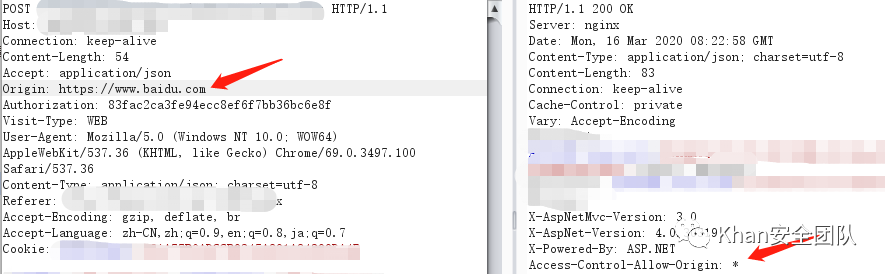 POST HTTP/1.1
Host:
Connection: keep-alive
Content-Length: 54
Accept: application/json
Origin: https://www.baidu.com
Authorization: 83fac2ca3fe94ecc8ef6f7bb36bc6e8f
Visit-Type: WEB
User-Agent: Mozilla/5.0 (Windows NT 10.0; WOW64)
AppleWebKit/537.36 (KHTML, like Gecko) Chrome/69.0.3497.100
Safari/537.36
Content-Type: application/json; charset=utf-8
Referer: x
Accept-Encoding: gzip, deflate, br
Accept-Language: zh-CN,zh;q=0.9,en;q=0.8,ja;q=0.7
Cookie:
HTTP/1.1 200 OK
Server: nginx
Date: Mon, 16 Mar 2020 08:22:58 GMT
Content-Type: application/json; charset=utf-8
Content-Length: 83
Connection: keep-alive
Cache-Control: private
Vary: Accept-Encoding
X-AspNetMvc-Version: 3.0
X-AspNet-Version: 4.0.
X-Powered-By: ASP.NET
Access-Control-Allow-Origin: *
Khan安全团队